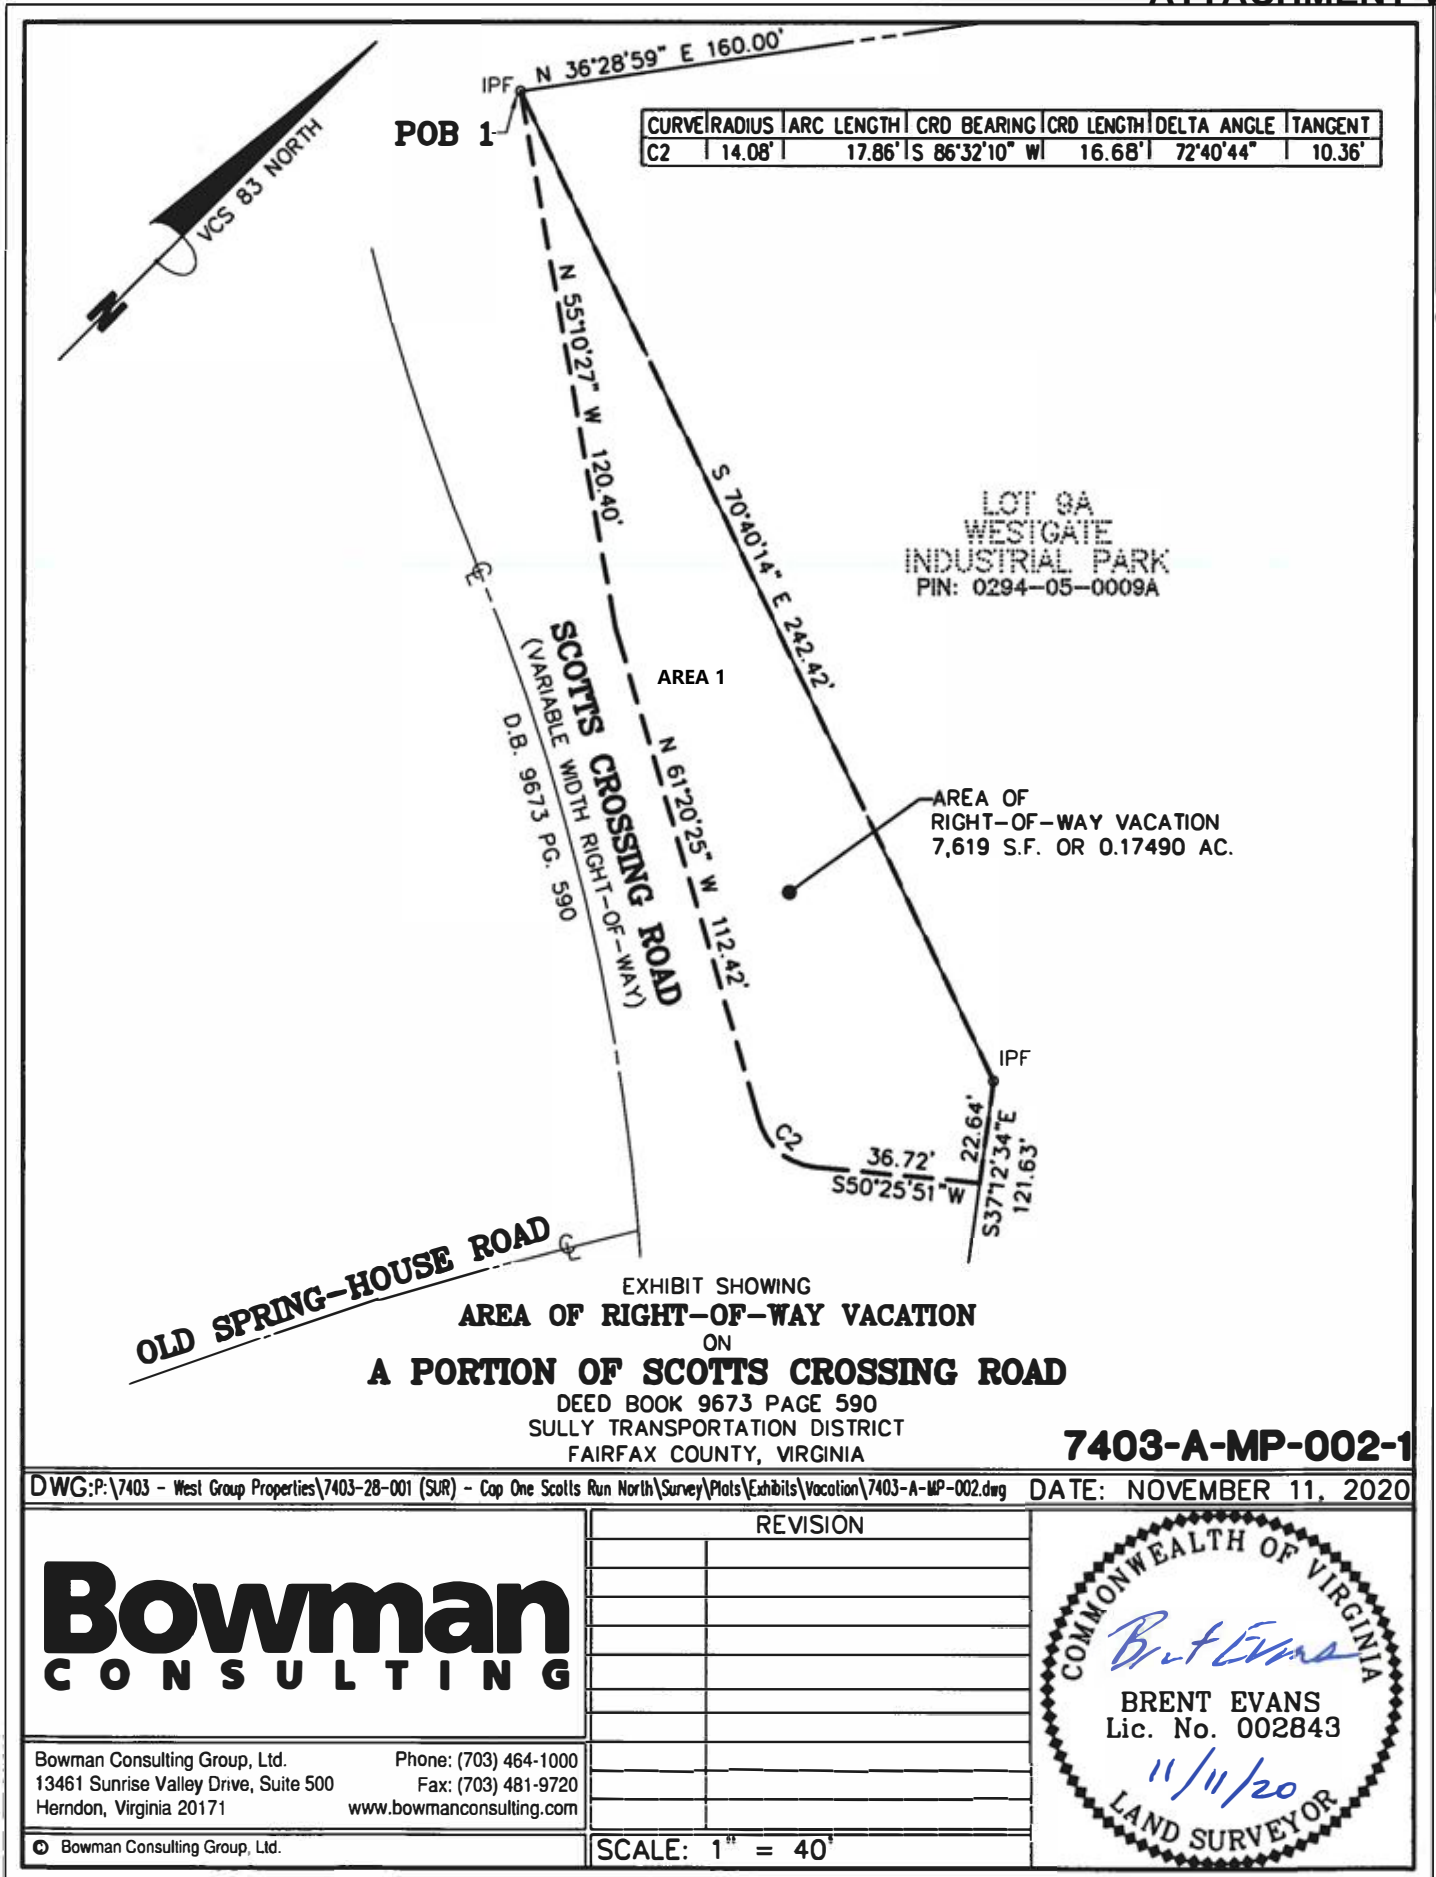 IPF
N 36°28'59" E 160.00'
POB 1
VCS 83 NORTH
N
CURVE RADIUS ARC LENGTH CRD BEARING CRD LENGTH DELTA ANGLE TANGENT
C2 14.08' 17.86' S 86°32'10" W 16.68' 72°40'44" 10.36'
N 55°10'27" W 120.40'
S 70°40'14" E 242.42'
LOT 9A
WESTGATE
INDUSTRIAL PARK
PIN: 0294-05-0009A
SCOTTS CROSSING ROAD
(VARIABLE WIDTH RIGHT-OF-WAY)
D.B. 9673 PG. 590
AREA 1
N 61°20'25" W 112.42'
AREA OF
RIGHT-OF-WAY VACATION
7,619 S.F. OR 0.17490 AC.
IPF
C2
36.72'
S50°25'51"W
22.64'
S37°12'34"E
121.63'
OLD SPRING-HOUSE ROAD
EXHIBIT SHOWING
AREA OF RIGHT-OF-WAY VACATION
ON
A PORTION OF SCOTTS CROSSING ROAD
DEED BOOK 9673 PAGE 590
SULLY TRANSPORTATION DISTRICT
FAIRFAX COUNTY, VIRGINIA
7403-A-MP-002-1
DWG:P:\7403 - West Group Properties\7403-28-001 (SUR) - Cap One Scotts Run North\Survey\Plats\Exhibits\Vacation\7403-A-MP-002.dwg
DATE: NOVEMBER 11, 2020
REVISION
Bowman
CONSULTING
Bowman Consulting Group, Ltd.
13461 Sunrise Valley Drive, Suite 500
Herndon, Virginia 20171
Phone: (703) 464-1000
Fax: (703) 481-9720
www.bowmanconsulting.com
© Bowman Consulting Group, Ltd.
SCALE: 1" = 40'
COMMONWEALTH OF VIRGINIA
Brent Evans
BRENT EVANS
Lic. No. 002843
11/11/20
LAND SURVEYOR